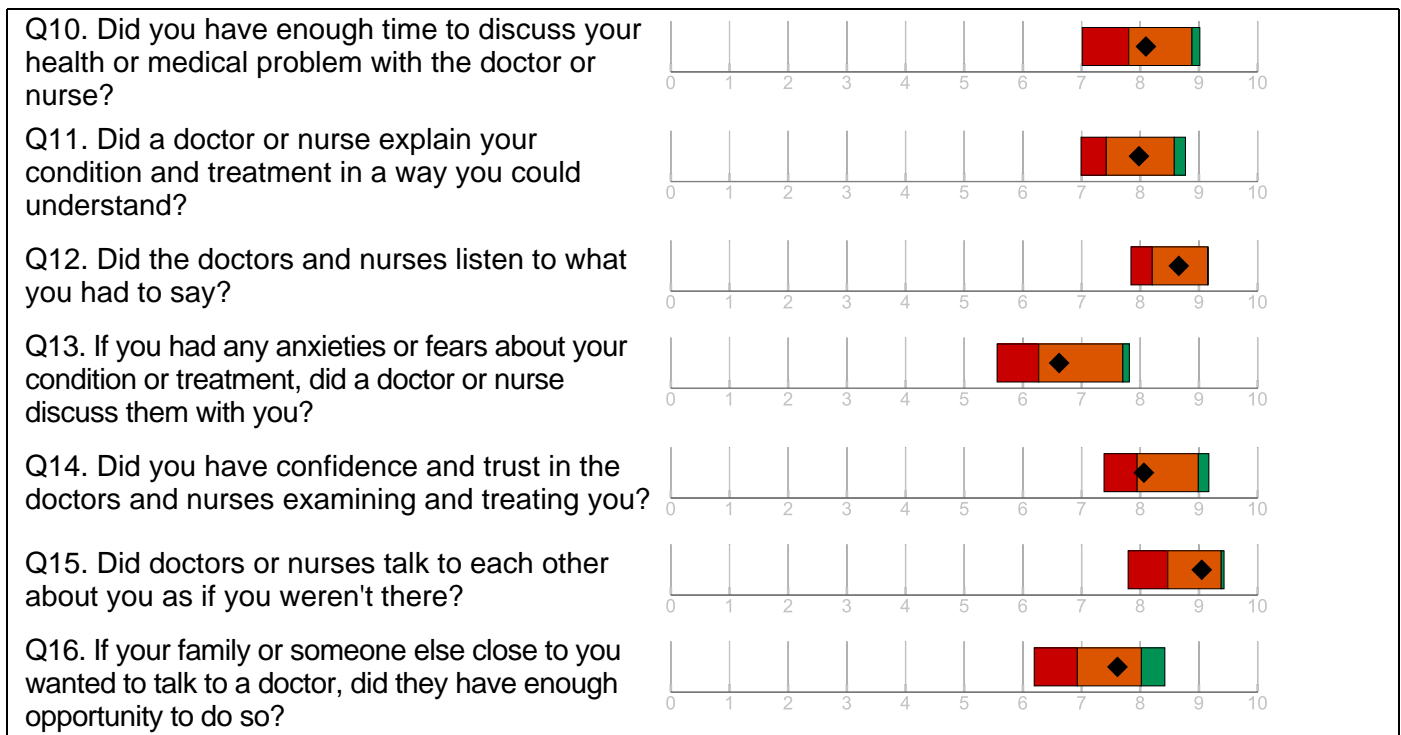 Q10. Did you have enough time to discuss your
health or medical problem with the doctor or
nurse?
0 1 2 3 4 5 6 7 8 9 10
Q11. Did a doctor or nurse explain your
condition and treatment in a way you could
understand?
0 1 2 3 4 5 6 7 8 9 10
Q12. Did the doctors and nurses listen to what
you had to say?
0 1 2 3 4 5 6 7 8 9 10
Q13. If you had any anxieties or fears about your
condition or treatment, did a doctor or nurse
discuss them with you?
0 1 2 3 4 5 6 7 8 9 10
Q14. Did you have confidence and trust in the
doctors and nurses examining and treating you?
0 1 2 3 4 5 6 7 8 9 10
Q15. Did doctors or nurses talk to each other
about you as if you weren't there?
0 1 2 3 4 5 6 7 8 9 10
Q16. If your family or someone else close to you
wanted to talk to a doctor, did they have enough
opportunity to do so?
0 1 2 3 4 5 6 7 8 9 10